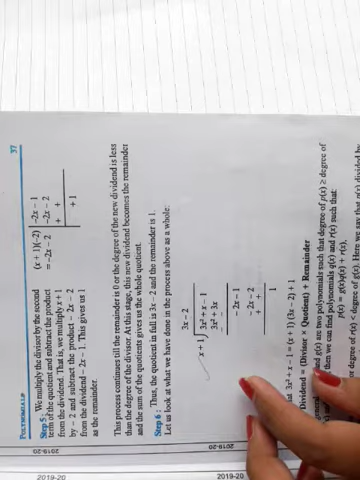 POLYNOMIALS 37
Step 5 : We multiply the divisor by the second
term of the quotient and subtract the product
from the dividend. That is, we multiply x + 1
by – 2 and subtract the product – 2x – 2
from the dividend – 2x – 1. This gives us 1
as the remainder.
(x + 1)(–2)
= –2x – 2
–2x – 1
–2x – 2
+ +
+ 1
This process continues till the remainder is 0 or the degree of the new dividend is less
than the degree of the divisor. At this stage, this new dividend becomes the remainder
and the sum of the quotients gives us the whole quotient.
Step 6 : Thus, the quotient in full is 3x – 2 and the remainder is 1.
Let us look at what we have done in the process above as a whole:
3x – 2
x + 1 3x² + x – 1
3x² + 3x
– 2x – 1
– 2x – 2
+ +
1
at 3x² + x – 1 = (x + 1) (3x – 2) + 1
Dividend = (Divisor × Quotient) + Remainder
and g(x) are two polynomials such that degree of p(x) ≥ degree of
then we can find polynomials q(x) and r(x) such that:
p(x) = g(x)q(x) + r(x),
or degree of r(x) < degree of g(x). Here we say that p(x) divided by
2019-20
2019-20
2019-20
2019-20